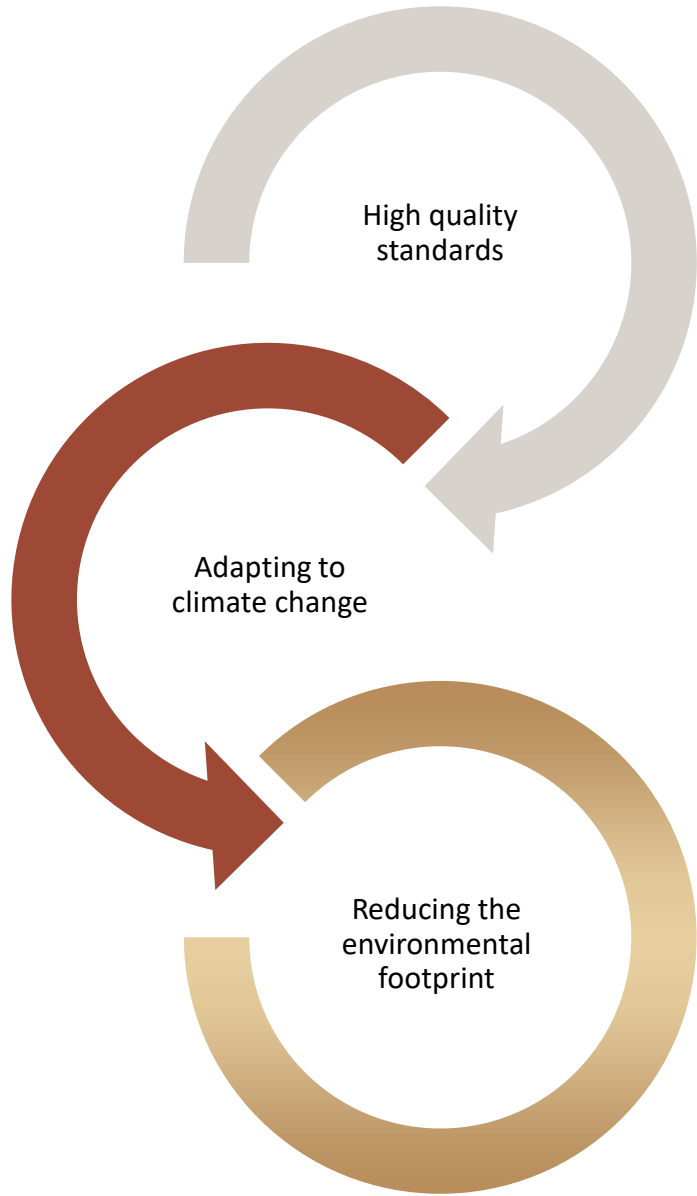 High quality
standards
Adapting to
climate change
Reducing the
environmental
footprint